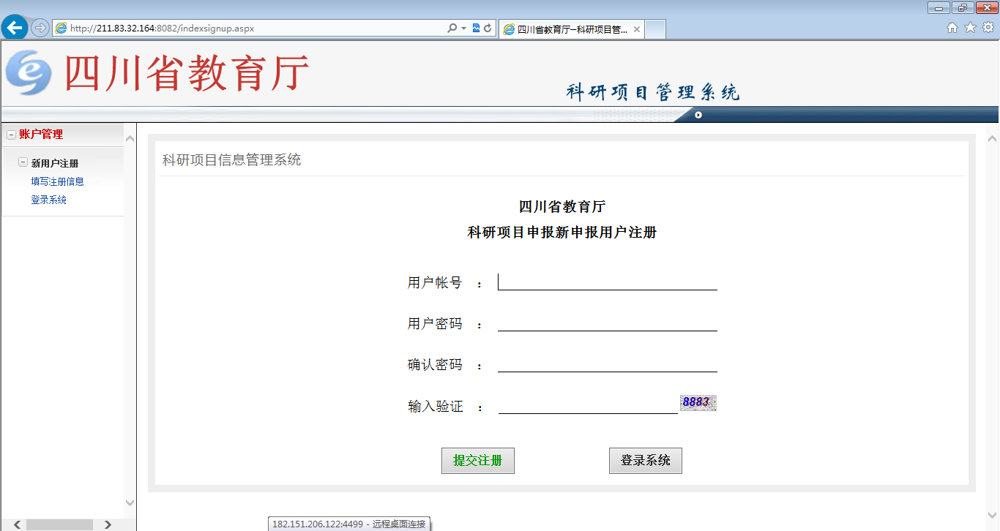 http://211.83.32.164:8082/indexsignup.aspx
四川省教育厅—科研项目管...
四川省教育厅
科研项目管理系统
账户管理
新用户注册
填写注册信息
登录系统
科研项目信息管理系统
四川省教育厅
科研项目申报新申报用户注册
用户帐号 :
用户密码 :
确认密码 :
输入验证 : 8883
提交注册 登录系统
182.151.206.122:4499 - 远程桌面连接